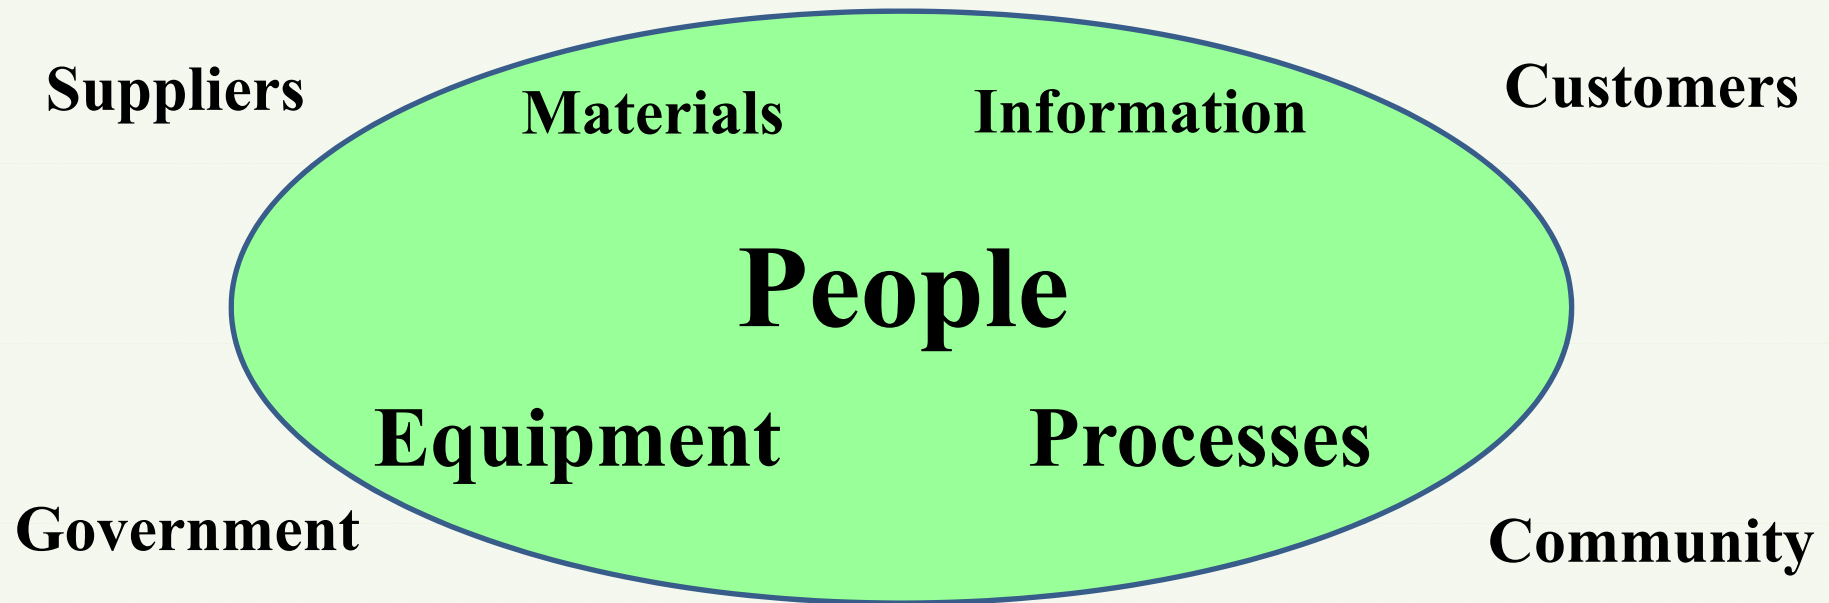 Suppliers
Materials
Information
Customers
People
Equipment
Processes
Government
Community